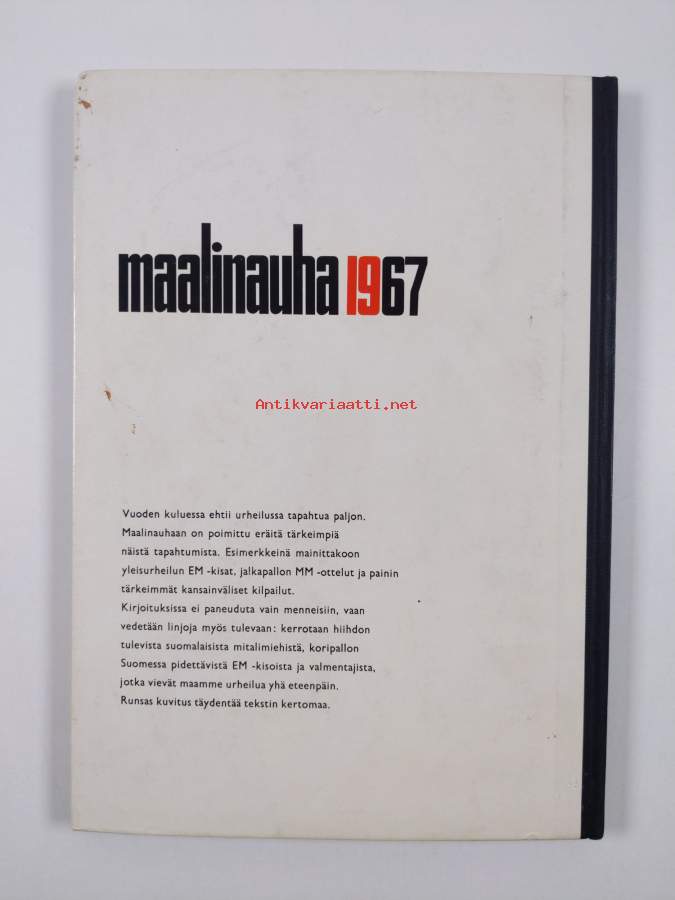 maalinauha 1967
Antikvariaatti.net
Vuoden kuluessa ehtii urheilussa tapahtua paljon.
Maalinauhaan on poimittu eräitä tärkeimpiä
näistä tapahtumista. Esimerkkeinä mainittakoon
yleisurheilun EM -kisat, jalkapallon MM -ottelut ja painin
tärkeimmät kansainväliset kilpailut.
Kirjoituksissa ei paneuduta vain menneisiin, vaan
vedetään linjoja myös tulevaan: kerrotaan hiihdon
tulevista suomalaisista mitalimiehistä, koripallon
Suomessa pidettävistä EM -kisoista ja valmentajista,
jotka vievät maamme urheilua yhä eteenpäin.
Runsas kuvitus täydentää tekstin kertomaa.